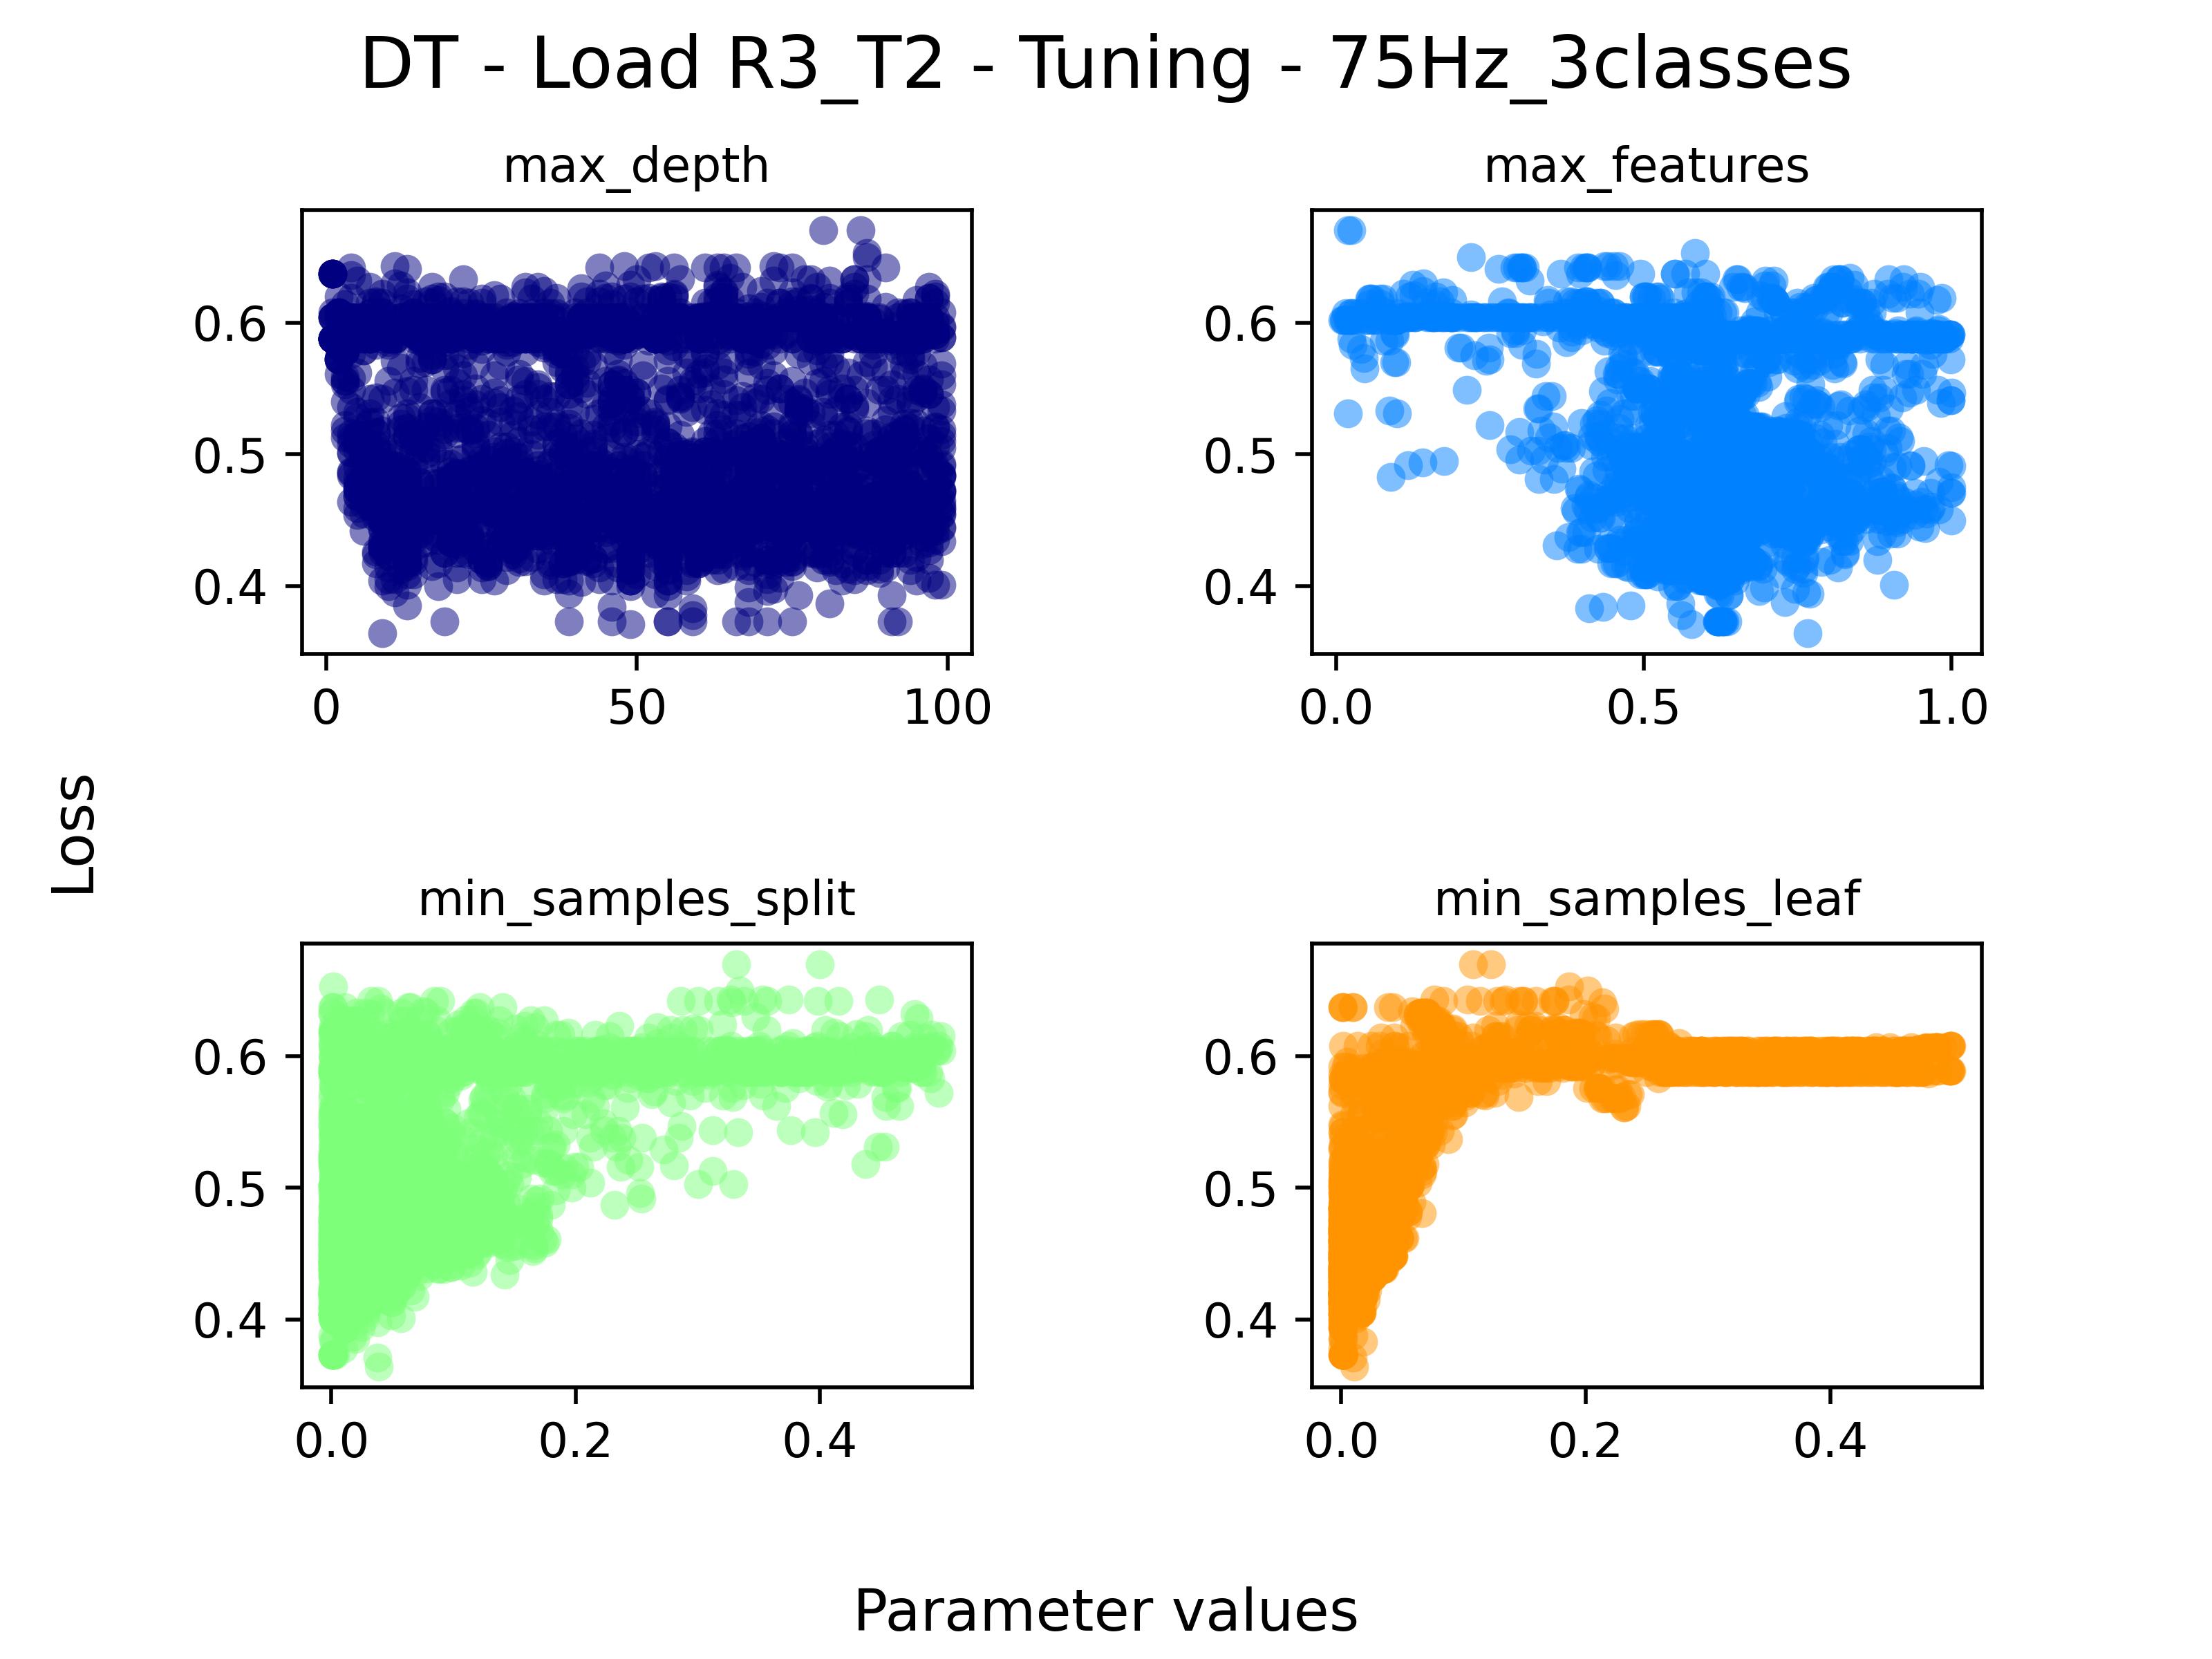 DT - Load R3_T2 - Tuning - 75Hz_3classes
max_depth
0.6
0.5
0.4
0 50 100
max_features
0.6
0.5
0.4
0.0 0.5 1.0
Loss
min_samples_split
0.6
0.5
0.4
0.0 0.2 0.4
min_samples_leaf
0.6
0.5
0.4
0.0 0.2 0.4
Parameter values